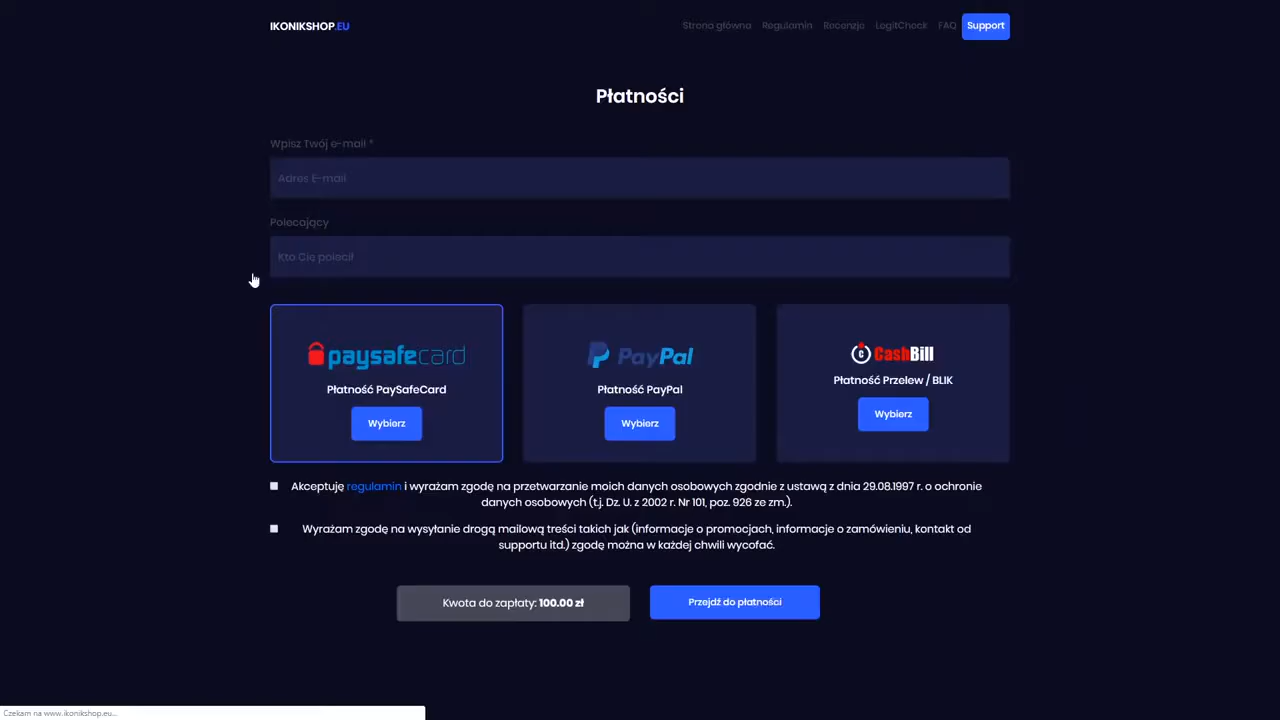 IKONIKSHOP.EU
Strona główna Regulamin Recenzje LegitCheck FAQ Support
Płatności
Wpisz Twój e-mail *
Adres E-mail
Polecający
Kto Cię polecił
paysafecard
Płatność PaySafeCard
Wybierz
PayPal
Płatność PayPal
Wybierz
CashBill
Płatność Przelew / BLIK
Wybierz
Akceptuję regulamin i wyrażam zgodę na przetwarzanie moich danych osobowych zgodnie z ustawą z dnia 29.08.1997 r. o ochronie
danych osobowych (t.j. Dz. U. z 2002 r. Nr 101, poz. 926 ze zm.).
Wyrażam zgodę na wysyłanie drogą mailową treści takich jak (informacje o promocjach, informacje o zamówieniu, kontakt od
supportu itd.) zgodę można w każdej chwili wycofać.
Kwota do zapłaty: 100.00 zł
Przejdź do płatności
Czekam na www.ikonikshop.eu...